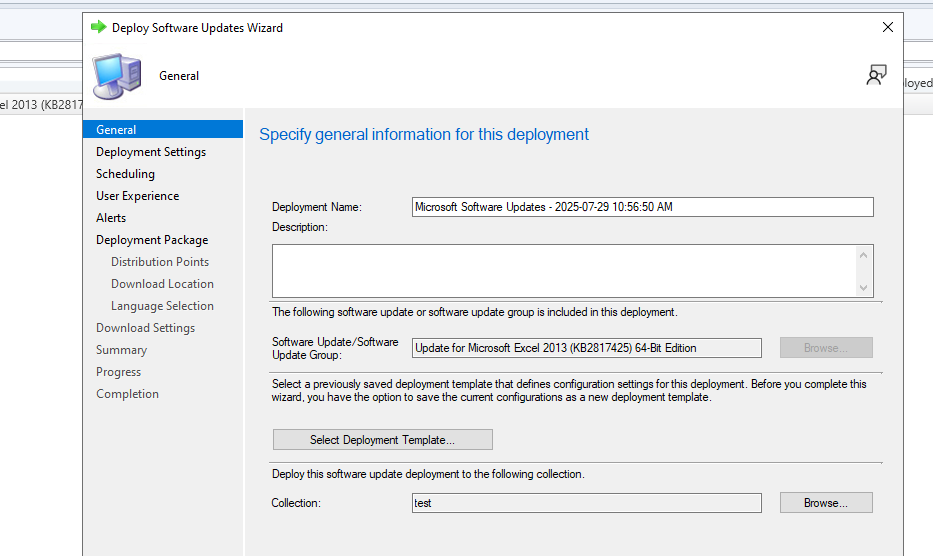 Deploy Software Updates Wizard
General
loyed
el 2013 (KB2817
General
Deployment Settings
Scheduling
User Experience
Alerts
Deployment Package
Distribution Points
Download Location
Language Selection
Download Settings
Summary
Progress
Completion
Specify general information for this deployment
Deployment Name:
Microsoft Software Updates - 2025-07-29 10:56:50 AM
Description:
The following software update or software update group is included in this deployment.
Software Update/Software
Update Group:
Update for Microsoft Excel 2013 (KB2817425) 64-Bit Edition
Browse...
Select a previously saved deployment template that defines configuration settings for this deployment. Before you complete this
wizard, you have the option to save the current configurations as a new deployment template.
Select Deployment Template...
Deploy this software update deployment to the following collection.
Collection:
test
Browse...